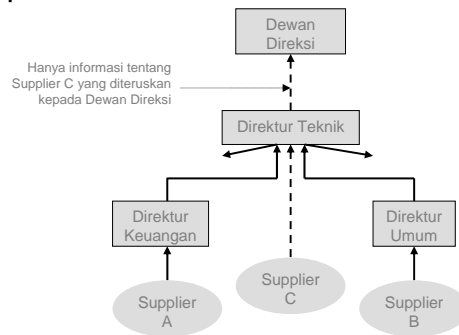 Dewan
Direksi
Hanya informasi tentang
Supplier C yang diteruskan
kepada Dewan Direksi
Direktur Teknik
Direktur
Keuangan
Direktur
Umum
Supplier
A
Supplier
C
Supplier
B